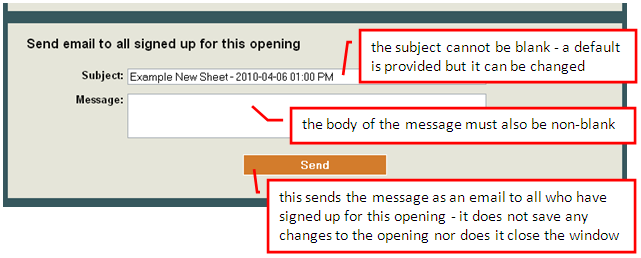 Send email to all signed up for this opening
the subject cannot be blank - a default
is provided but it can be changed
Subject: Example New Sheet - 2010-04-06 01:00 PM
Message:
the body of the message must also be non-blank
Send
this sends the message as an email to all who have
signed up for this opening - it does not save any
changes to the opening nor does it close the window